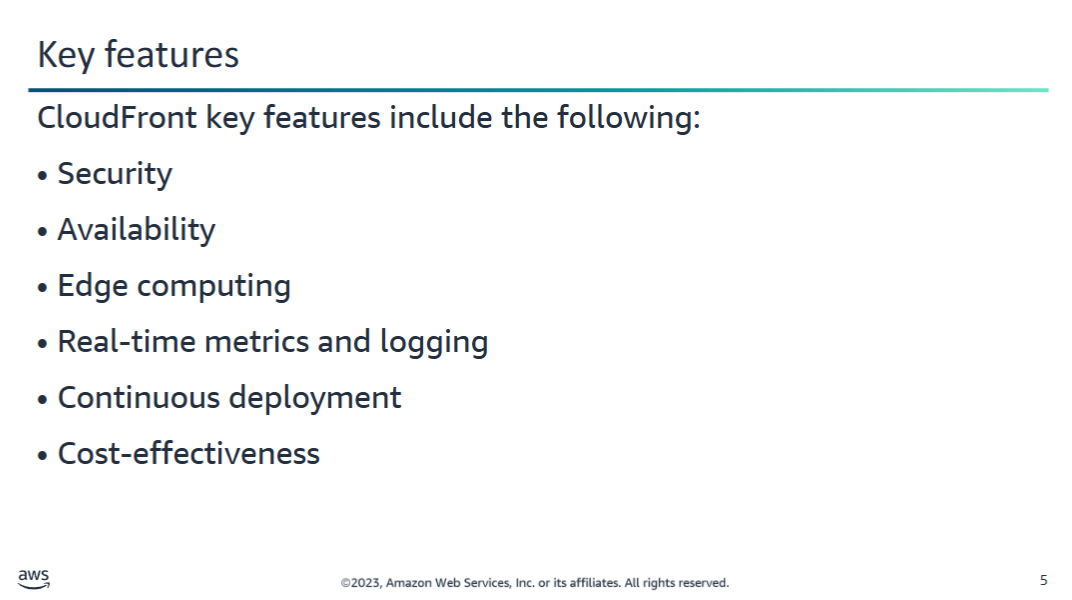 Key features
CloudFront key features include the following:
• Security
• Availability
• Edge computing
• Real-time metrics and logging
• Continuous deployment
• Cost-effectiveness
aws
©2023, Amazon Web Services, Inc. or its affiliates. All rights reserved.
5